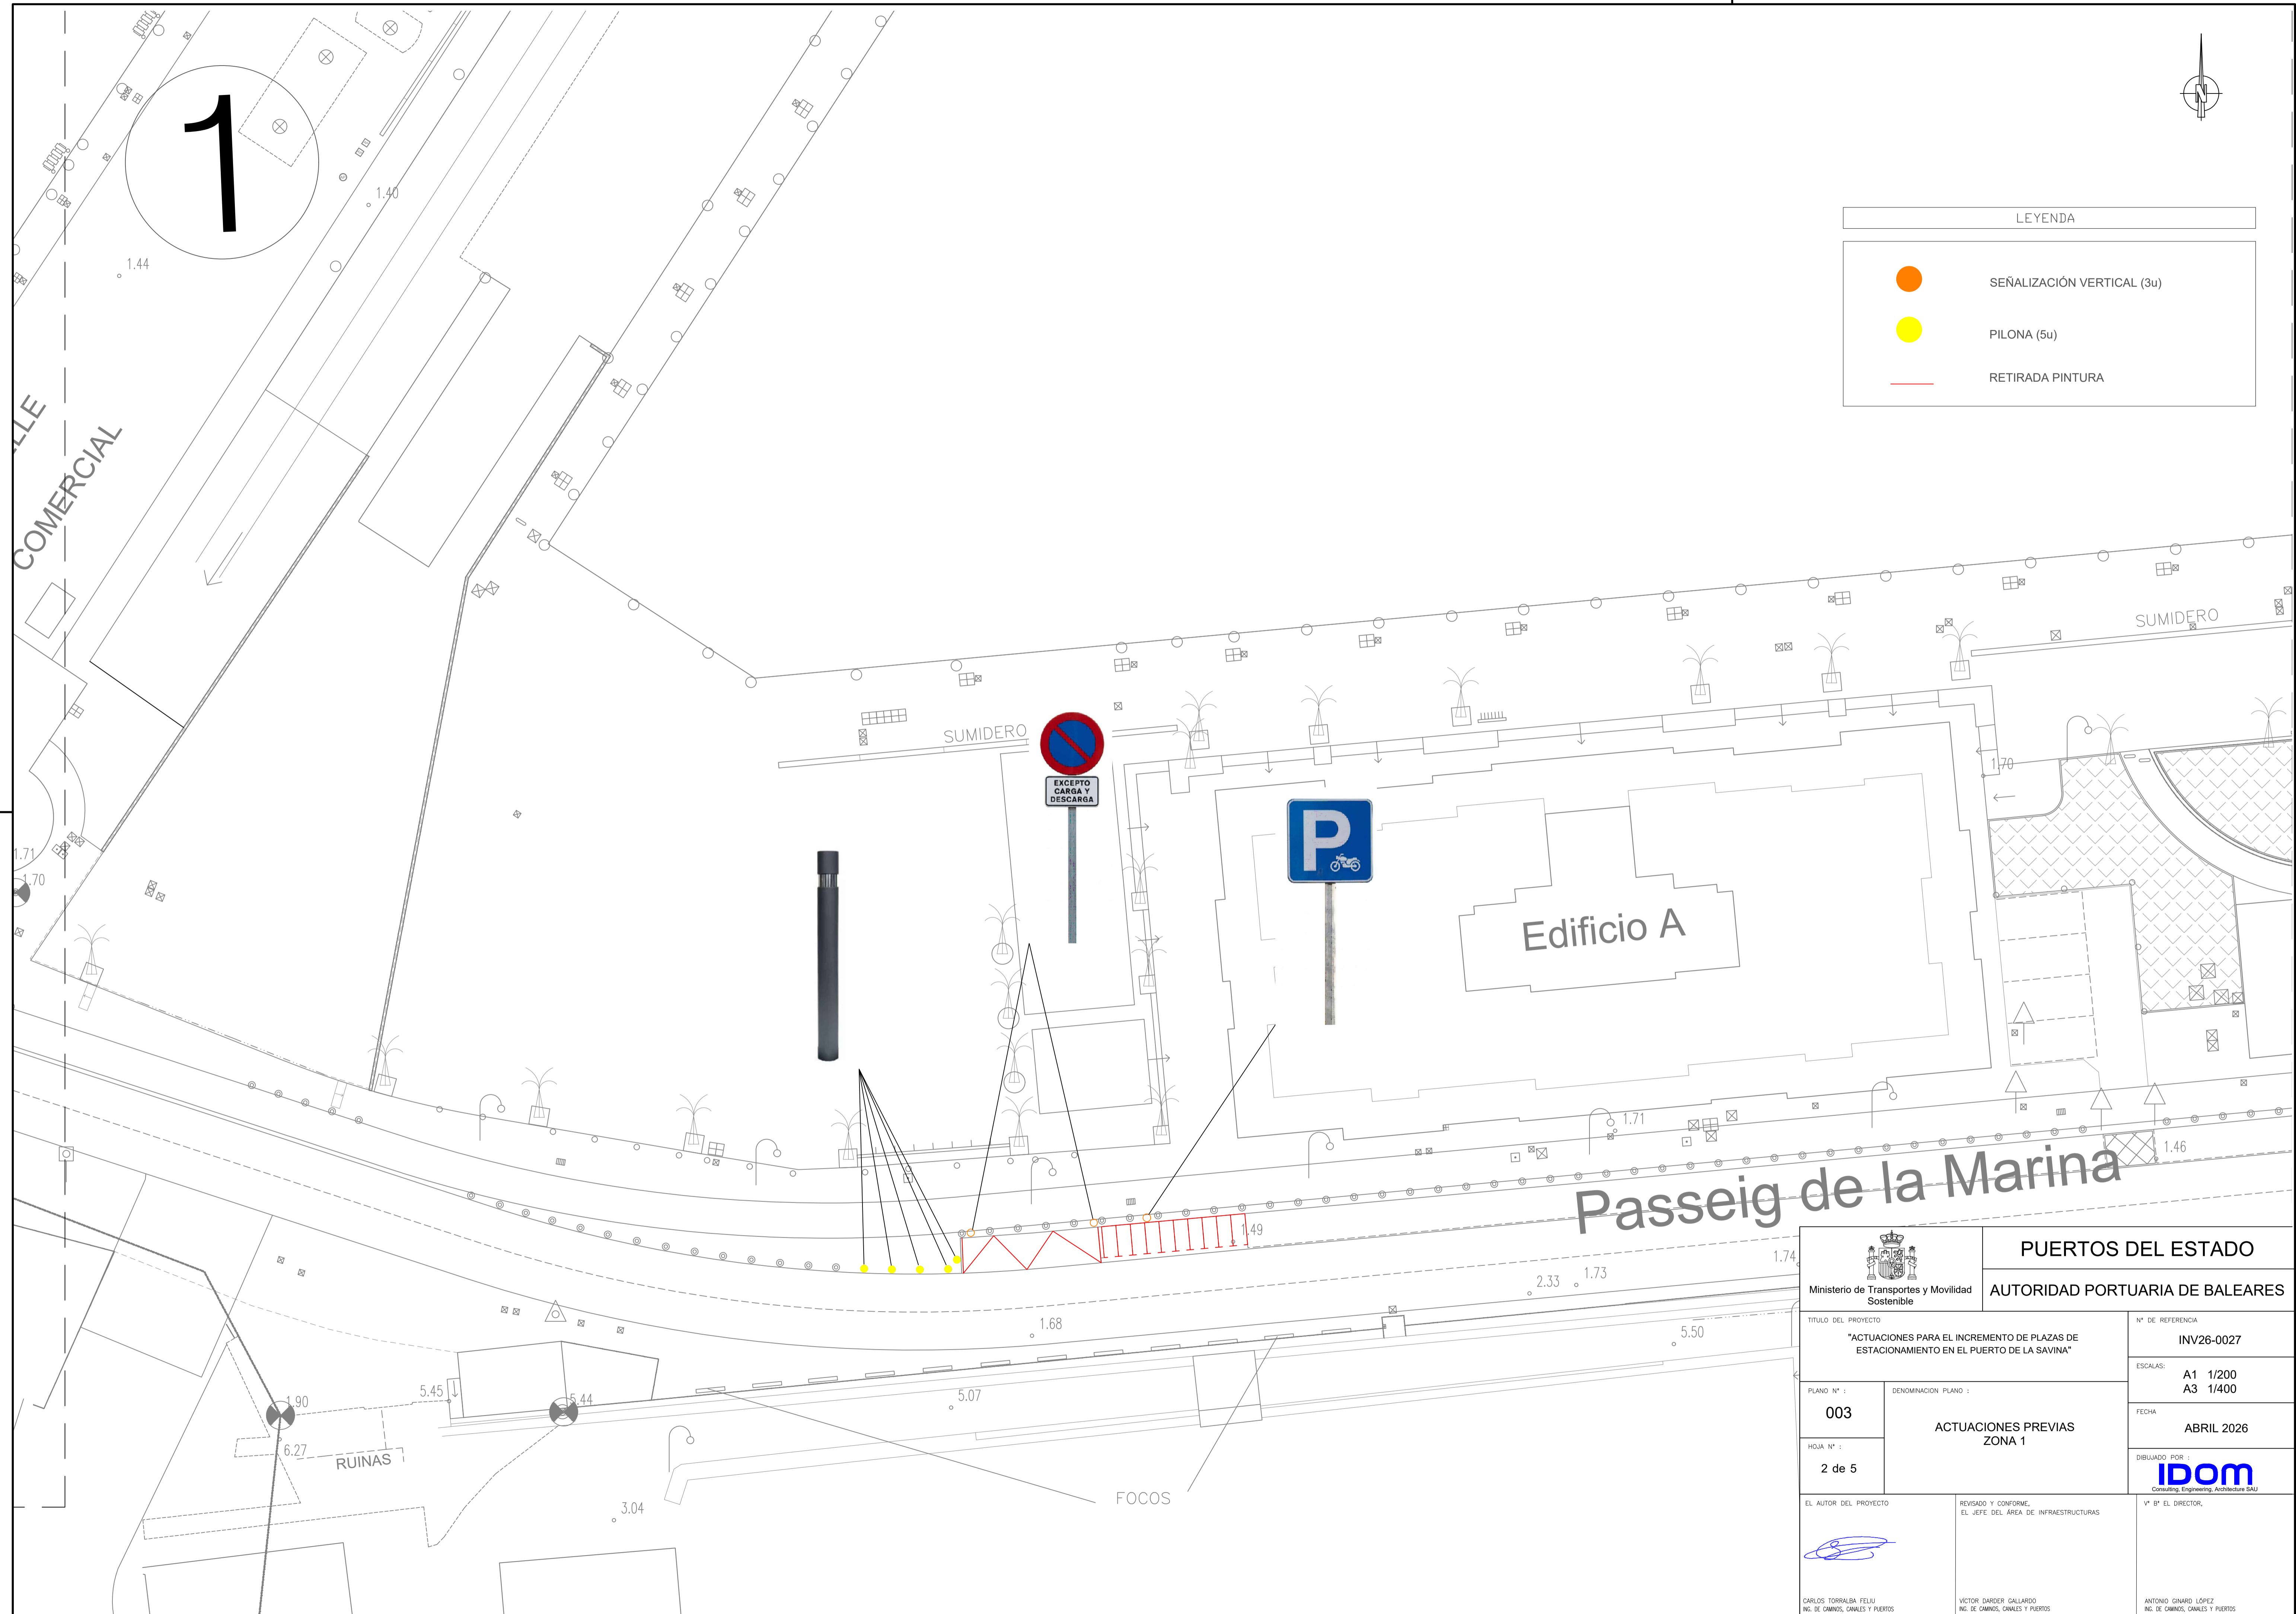 1
1.40
1.44
LEYENDA
SEÑALIZACIÓN VERTICAL (3u)
PILONA (5u)
RETIRADA PINTURA
COMERCIAL
SUMIDERO
SUMIDERO
EXCEPTO
CARGA Y
DESCARGA
P
1.70
1.71
1.70
Edificio A
1.71
1.46
Passeig de la Marina
1.49
1.74
2.33
1.73
1.68
5.50
5.45
5.44
5.07
1.90
6.27
RUINAS
3.04
FOCOS
N
Ministerio de Transportes y Movilidad
Sostenible
PUERTOS DEL ESTADO
AUTORIDAD PORTUARIA DE BALEARES
TITULO DEL PROYECTO
"ACTUACIONES PARA EL INCREMENTO DE PLAZAS DE
ESTACIONAMIENTO EN EL PUERTO DE LA SAVINA"
Nº DE REFERENCIA
INV26-0027
ESCALAS:
A1 1/200
A3 1/400
PLANO Nº :
003
DENOMINACION PLANO :
ACTUACIONES PREVIAS
ZONA 1
FECHA
ABRIL 2026
HOJA Nº :
2 de 5
DIBUJADO POR :
IDOM
Consulting, Engineering, Architecture SAU
EL AUTOR DEL PROYECTO
REVISADO Y CONFORME,
EL JEFE DEL ÁREA DE INFRAESTRUCTURAS
Vº Bº EL DIRECTOR,
CARLOS TORRALBA FELIU
ING. DE CAMINOS, CANALES Y PUERTOS
VÍCTOR DARDER GALLARDO
ING. DE CAMINOS, CANALES Y PUERTOS
ANTONIO GINARD LÓPEZ
ING. DE CAMINOS, CANALES Y PUERTOS